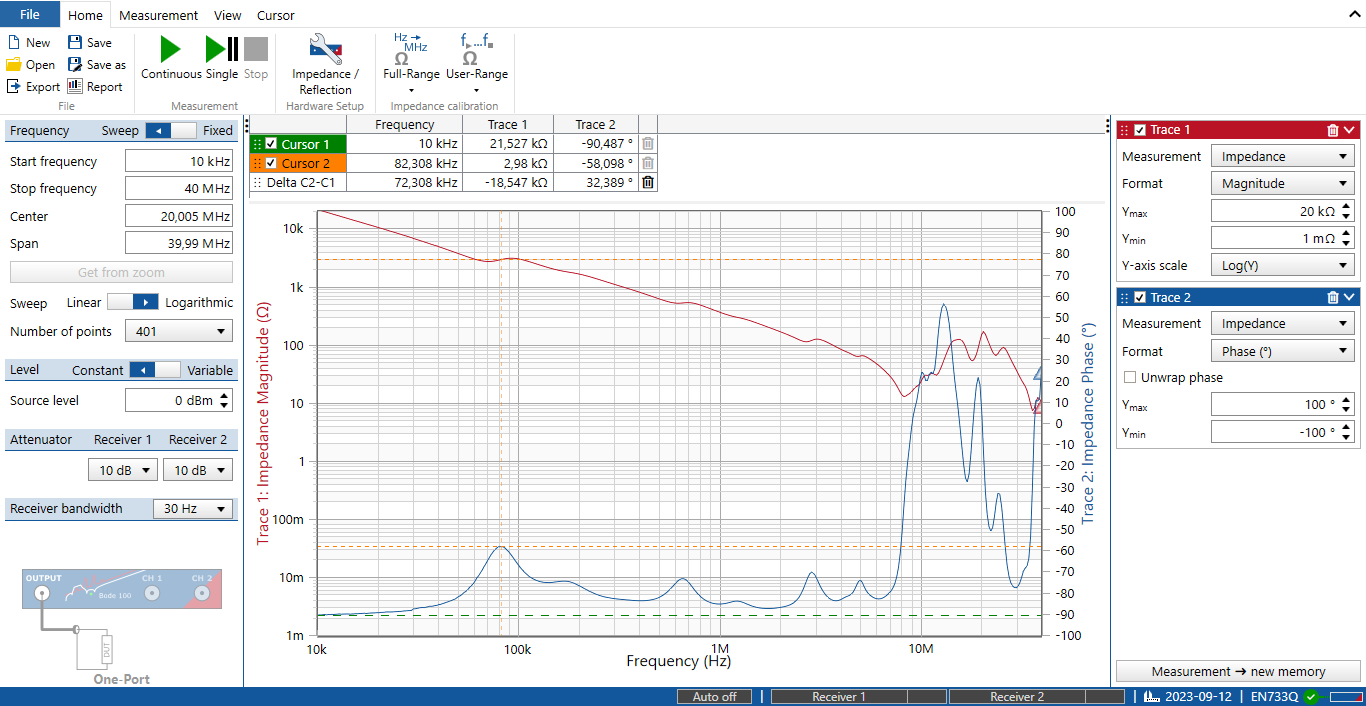 File Home Measurement View Cursor
New Save
Open Save as
Export Report
File
Continuous Single Stop
Measurement
Impedance /
Reflection
Hardware Setup
Hz
MHz
Ω
Full-Range
f▸...f■
Ω
User-Range
Impedance calibration
Frequency Sweep Fixed
Start frequency 10 kHz
Stop frequency 40 MHz
Center 20,005 MHz
Span 39,99 MHz
Get from zoom
Sweep Linear Logarithmic
Number of points 401
Level Constant Variable
Source level 0 dBm
Attenuator Receiver 1 Receiver 2
10 dB 10 dB
Receiver bandwidth 30 Hz
OUTPUT CH 1 CH 2
Bode 100
DUT
One-Port
Frequency Trace 1 Trace 2
Cursor 1 10 kHz 21,527 kΩ -90,487 °
Cursor 2 82,308 kHz 2,98 kΩ -58,098 °
Delta C2-C1 72,308 kHz -18,547 kΩ 32,389 °
Trace 1: Impedance Magnitude (Ω)
10k
1k
100
10
1
100m
10m
1m
10k 100k 1M 10M
Frequency (Hz)
100
90
80
70
60
50
40
30
20
10
0
-10
-20
-30
-40
-50
-60
-70
-80
-90
-100
Trace 2: Impedance Phase (°)
Trace 1
Measurement Impedance
Format Magnitude
Ymax 20 kΩ
Ymin 1 mΩ
Y-axis scale Log(Y)
Trace 2
Measurement Impedance
Format Phase (°)
Unwrap phase
Ymax 100 °
Ymin -100 °
Measurement → new memory
Auto off | Receiver 1 Receiver 2 | 2023-09-12 | EN733Q